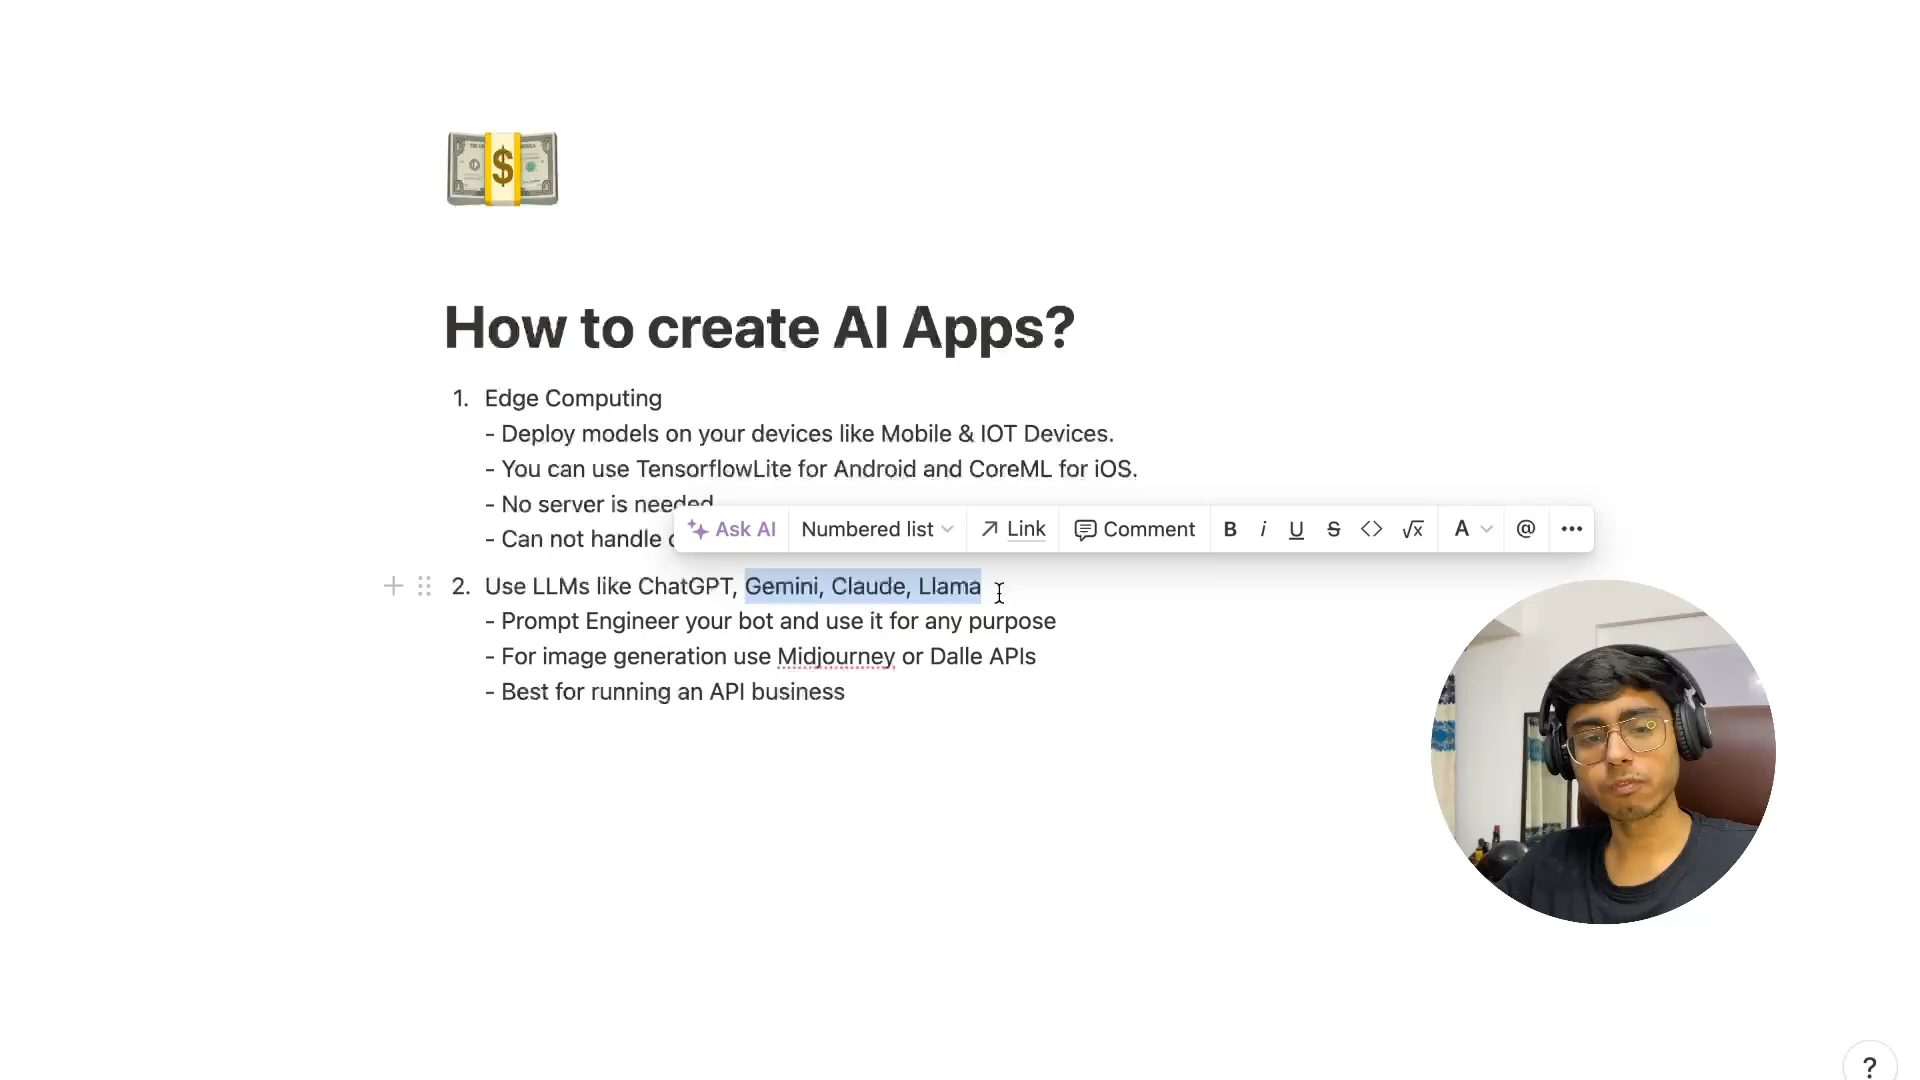 $
How to create AI Apps?
1. Edge Computing
- Deploy models on your devices like Mobile & IOT Devices.
- You can use TensorflowLite for Android and CoreML for iOS.
- No server is needed
- Can not handle
Ask AI Numbered list Link Comment B i U S <> √x A @ •••
2. Use LLMs like ChatGPT, Gemini, Claude, Llama
- Prompt Engineer your bot and use it for any purpose
- For image generation use Midjourney or Dalle APIs
- Best for running an API business
?